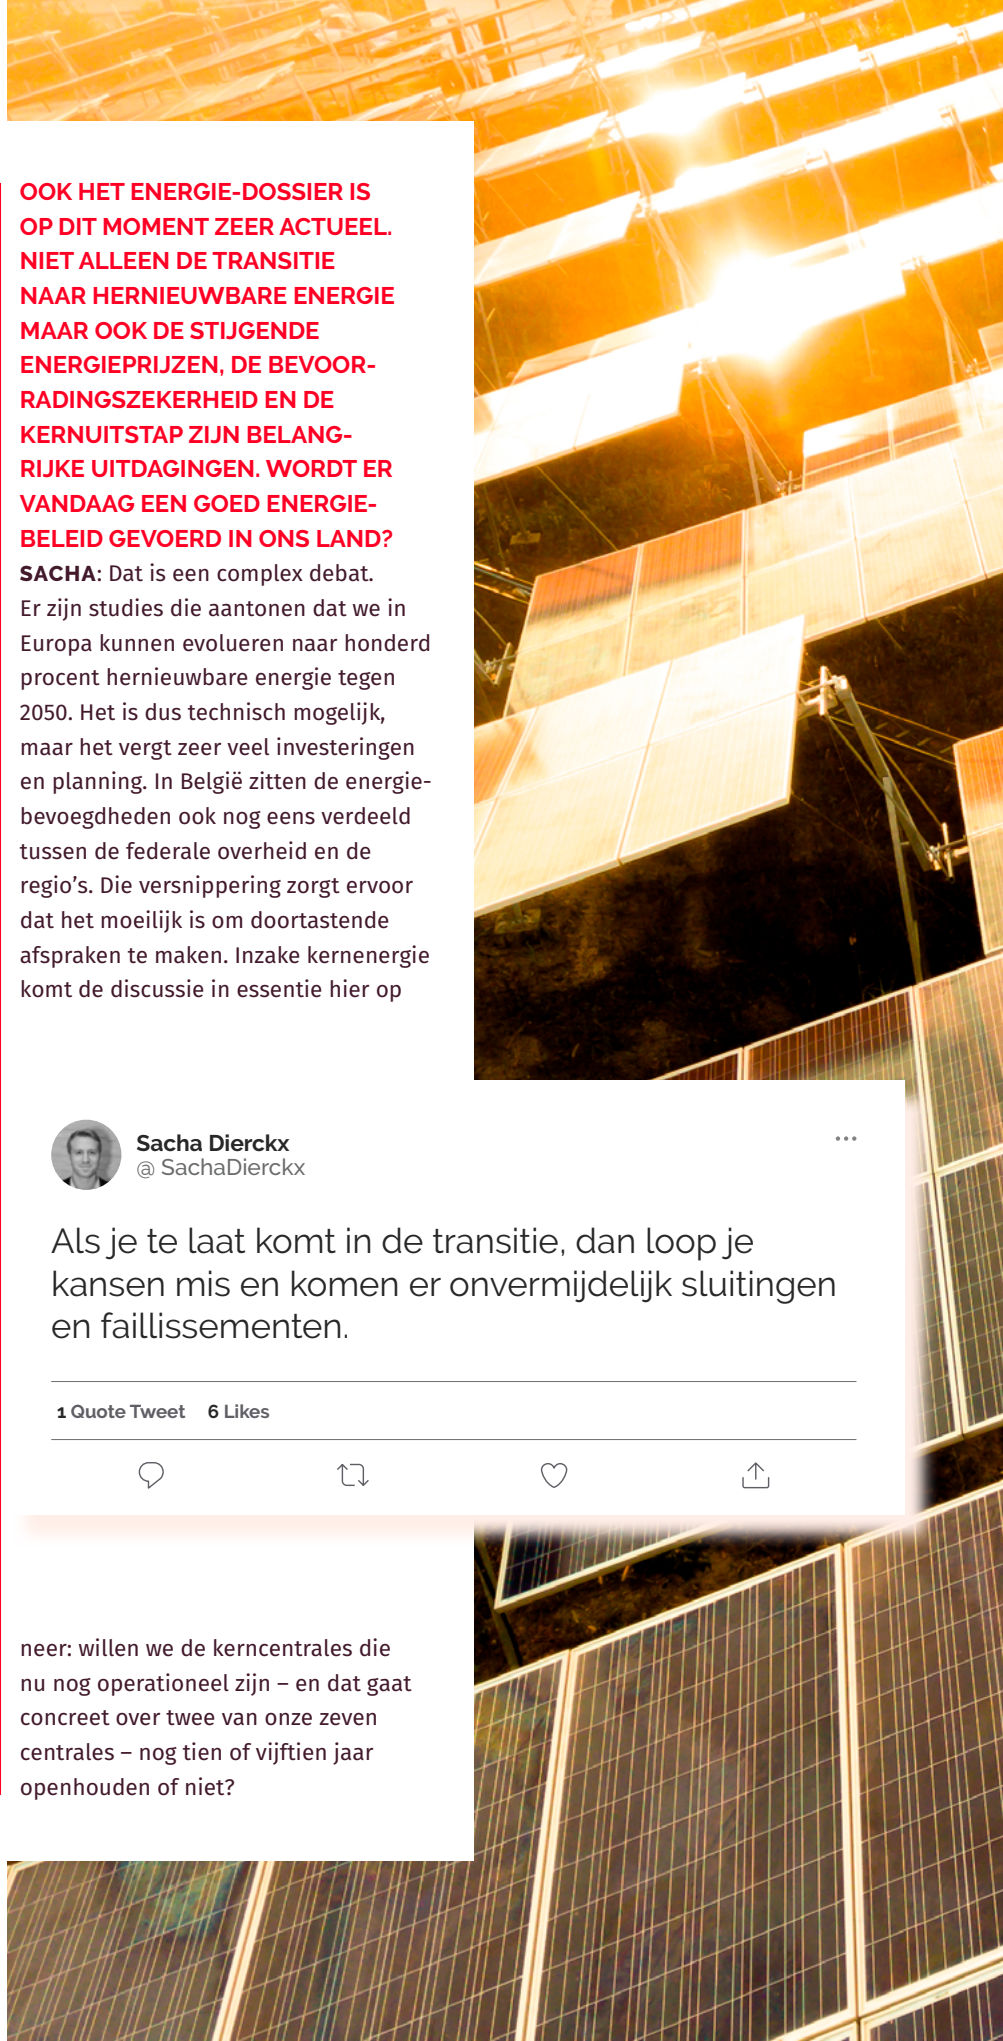 OOK HET ENERGIE-DOSSIER IS
OP DIT MOMENT ZEER ACTUEEL.
NIET ALLEEN DE TRANSITIE
NAAR HERNIEUWBARE ENERGIE
MAAR OOK DE STIJGENDE
ENERGIEPRIJZEN, DE BEVOOR-
RADINGSZEKERHEID EN DE
KERNUITSTAP ZIJN BELANG-
RIJKE UITDAGINGEN. WORDT ER
VANDAAG EEN GOED ENERGIE-
BELEID GEVOERD IN ONS LAND?
SACHA: Dat is een complex debat.
Er zijn studies die aantonen dat we in
Europa kunnen evolueren naar honderd
procent hernieuwbare energie tegen
2050. Het is dus technisch mogelijk,
maar het vergt zeer veel investeringen
en planning. In België zitten de energie-
bevoegdheden ook nog eens verdeeld
tussen de federale overheid en de
regio’s. Die versnippering zorgt ervoor
dat het moeilijk is om doortastende
afspraken te maken. Inzake kernenergie
komt de discussie in essentie hier op
Sacha Dierckx
@ SachaDierckx
Als je te laat komt in de transitie, dan loop je
kansen mis en komen er onvermijdelijk sluitingen
en faillissementen.
1 Quote Tweet 6 Likes
neer: willen we de kerncentrales die
nu nog operationeel zijn – en dat gaat
concreet over twee van onze zeven
centrales – nog tien of vijftien jaar
openhouden of niet?